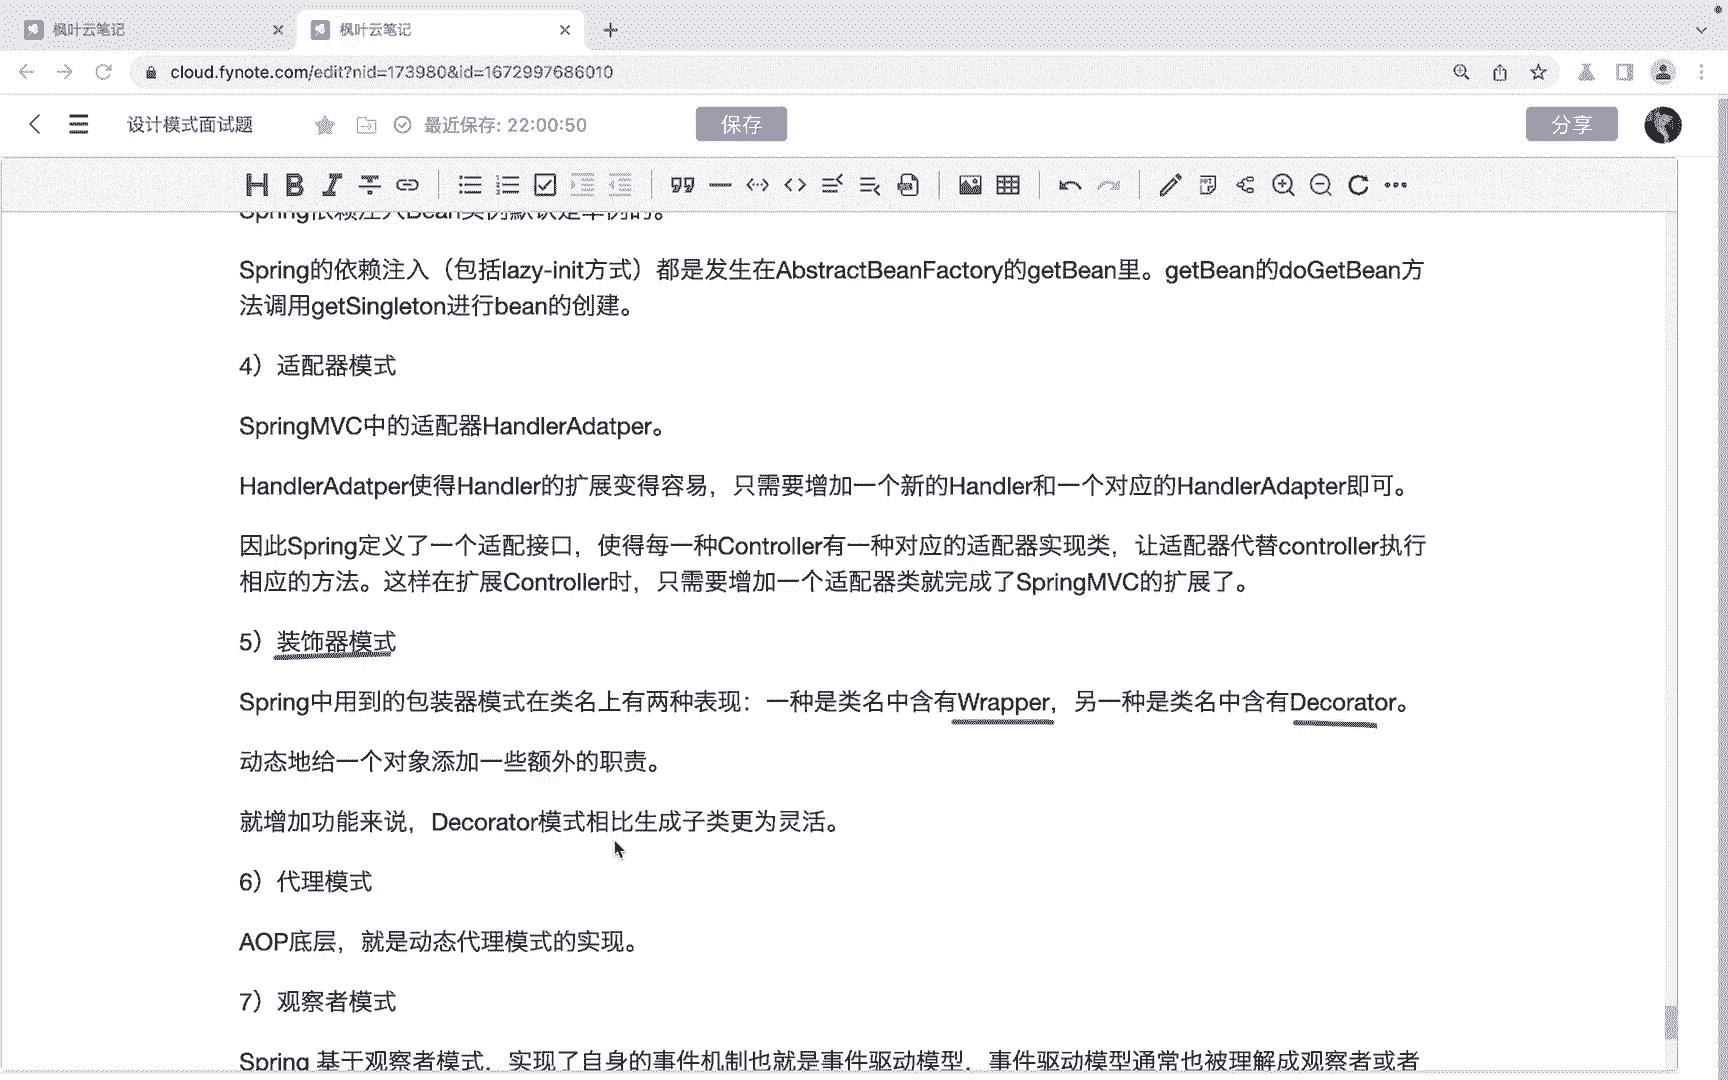 枫叶云笔记
枫叶云笔记
cloud.fynote.com/edit?nid=173980&id=1672997686010
设计模式面试题
最近保存: 22:00:50
保存
分享
Spring依赖注入Bean实例默认是单例的。
Spring的依赖注入（包括lazy-init方式）都是发生在AbstractBeanFactory的getBean里。getBean的doGetBean方
法调用getSingleton进行bean的创建。
4）适配器模式
SpringMVC中的适配器HandlerAdatper。
HandlerAdatper使得Handler的扩展变得容易，只需要增加一个新的Handler和一个对应的HandlerAdapter即可。
因此Spring定义了一个适配接口，使得每一种Controller有一种对应的适配器实现类，让适配器代替controller执行
相应的方法。这样在扩展Controller时，只需要增加一个适配器类就完成了SpringMVC的扩展了。
5）装饰器模式
Spring中用到的包装器模式在类名上有两种表现：一种是类名中含有Wrapper，另一种是类名中含有Decorator。
动态地给一个对象添加一些额外的职责。
就增加功能来说，Decorator模式相比生成子类更为灵活。
6）代理模式
AOP底层，就是动态代理模式的实现。
7）观察者模式
Spring 基于观察者模式，实现了自身的事件机制也就是事件驱动模型，事件驱动模型通常也被理解成观察者或者